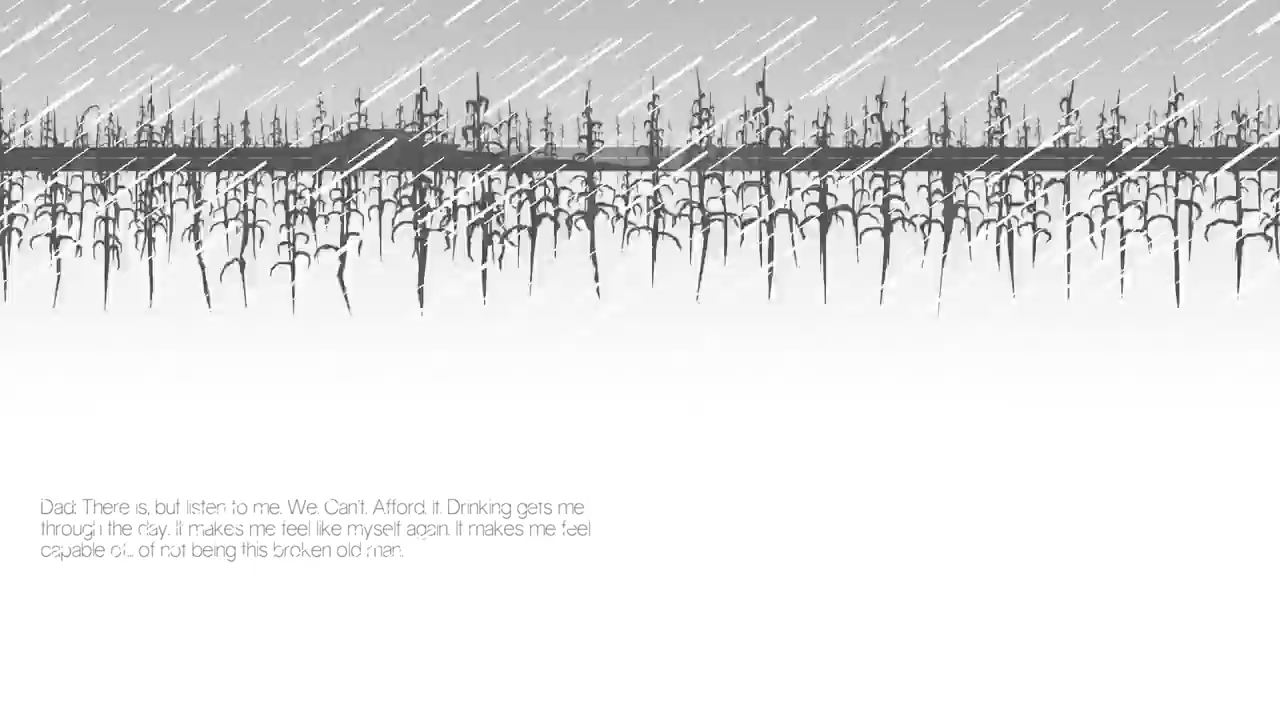 Dad: There is, but listen to me. We. Can't. Afford. It. Drinking gets me
through the day. It makes me feel like myself again. It makes me feel
capable of... of not being this broken old man.